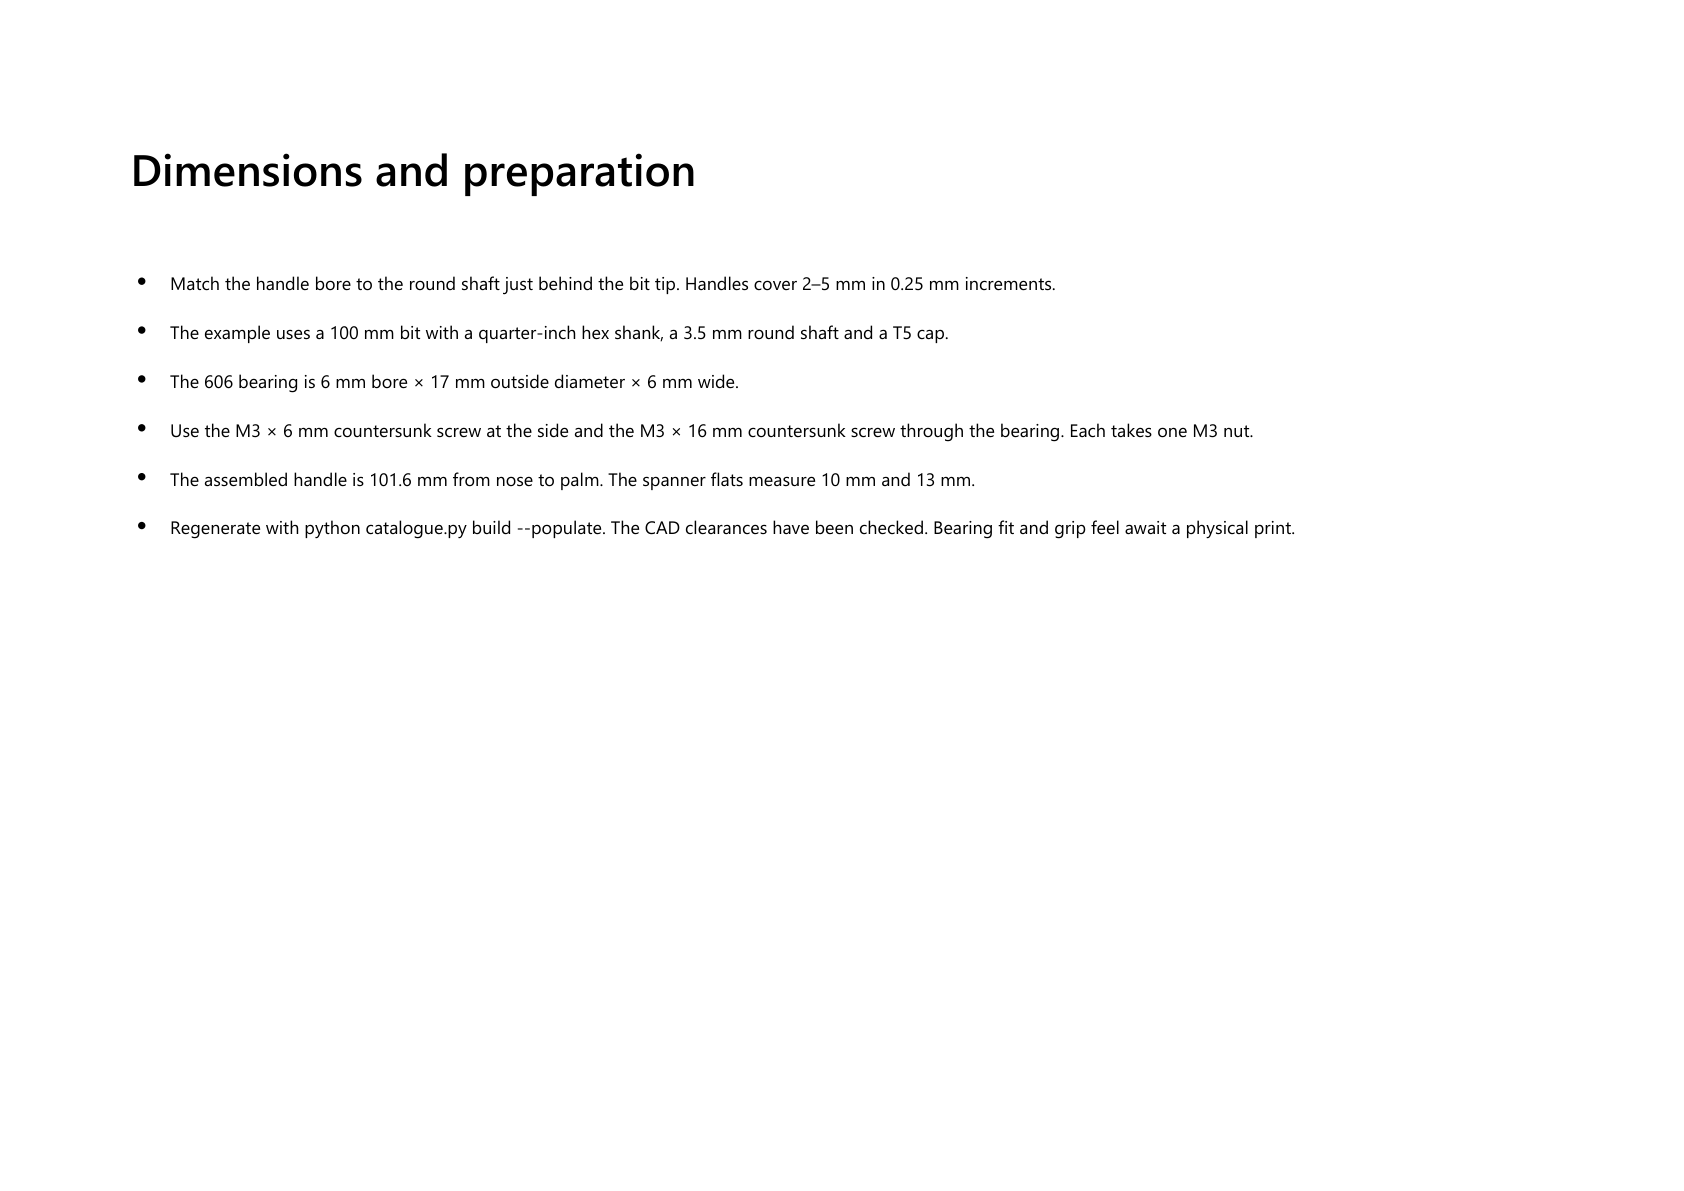 Dimensions and preparation
Match the handle bore to the round shaft just behind the bit tip. Handles cover 2–5 mm in 0.25 mm increments.
The example uses a 100 mm bit with a quarter-inch hex shank, a 3.5 mm round shaft and a T5 cap.
The 606 bearing is 6 mm bore × 17 mm outside diameter × 6 mm wide.
Use the M3 × 6 mm countersunk screw at the side and the M3 × 16 mm countersunk screw through the bearing. Each takes one M3 nut.
The assembled handle is 101.6 mm from nose to palm. The spanner flats measure 10 mm and 13 mm.
Regenerate with python catalogue.py build --populate. The CAD clearances have been checked. Bearing fit and grip feel await a physical print.